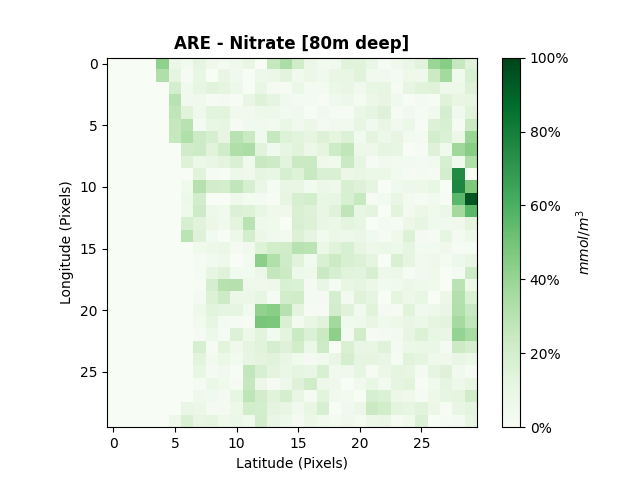 ARE - Nitrate [80m deep]
0
5
10
15
20
25
Longitude (Pixels)
0 5 10 15 20 25
Latitude (Pixels)
100%
80%
60%
40%
20%
0%
mmol/m³